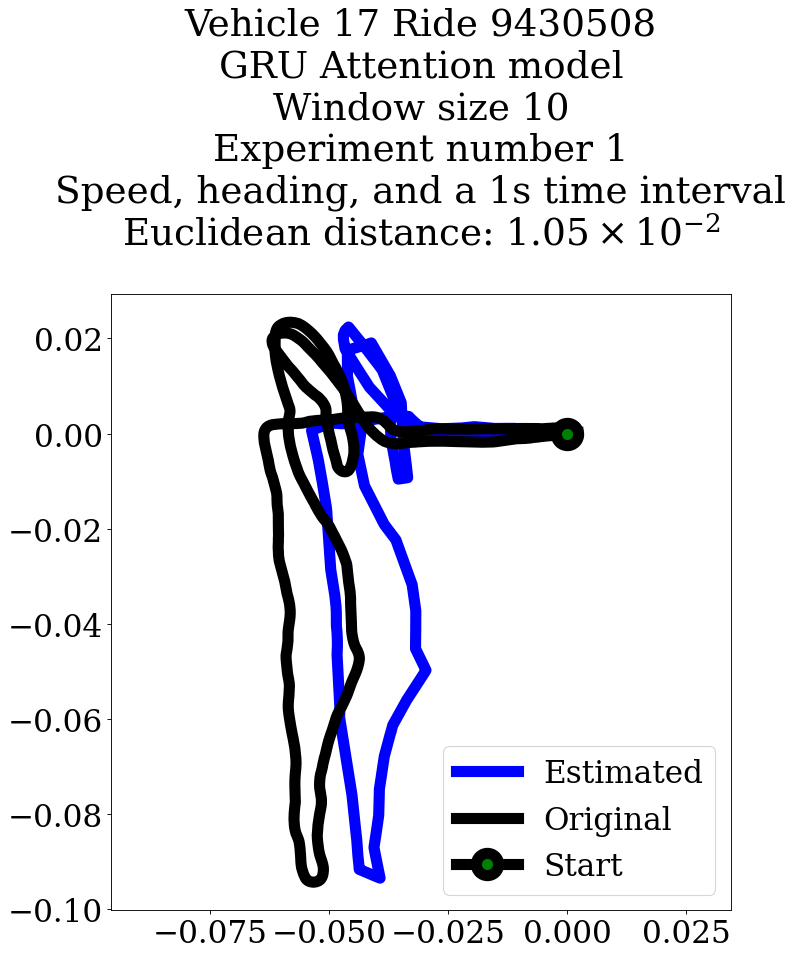 Vehicle 17 Ride 9430508
GRU Attention model
Window size 10
Experiment number 1
Speed, heading, and a 1s time interval
Euclidean distance: 1.05 × 10⁻²
0.02
0.00
−0.02
−0.04
−0.06
−0.08
−0.10
Estimated
Original
Start
−0.075 −0.050 −0.025 0.000 0.025